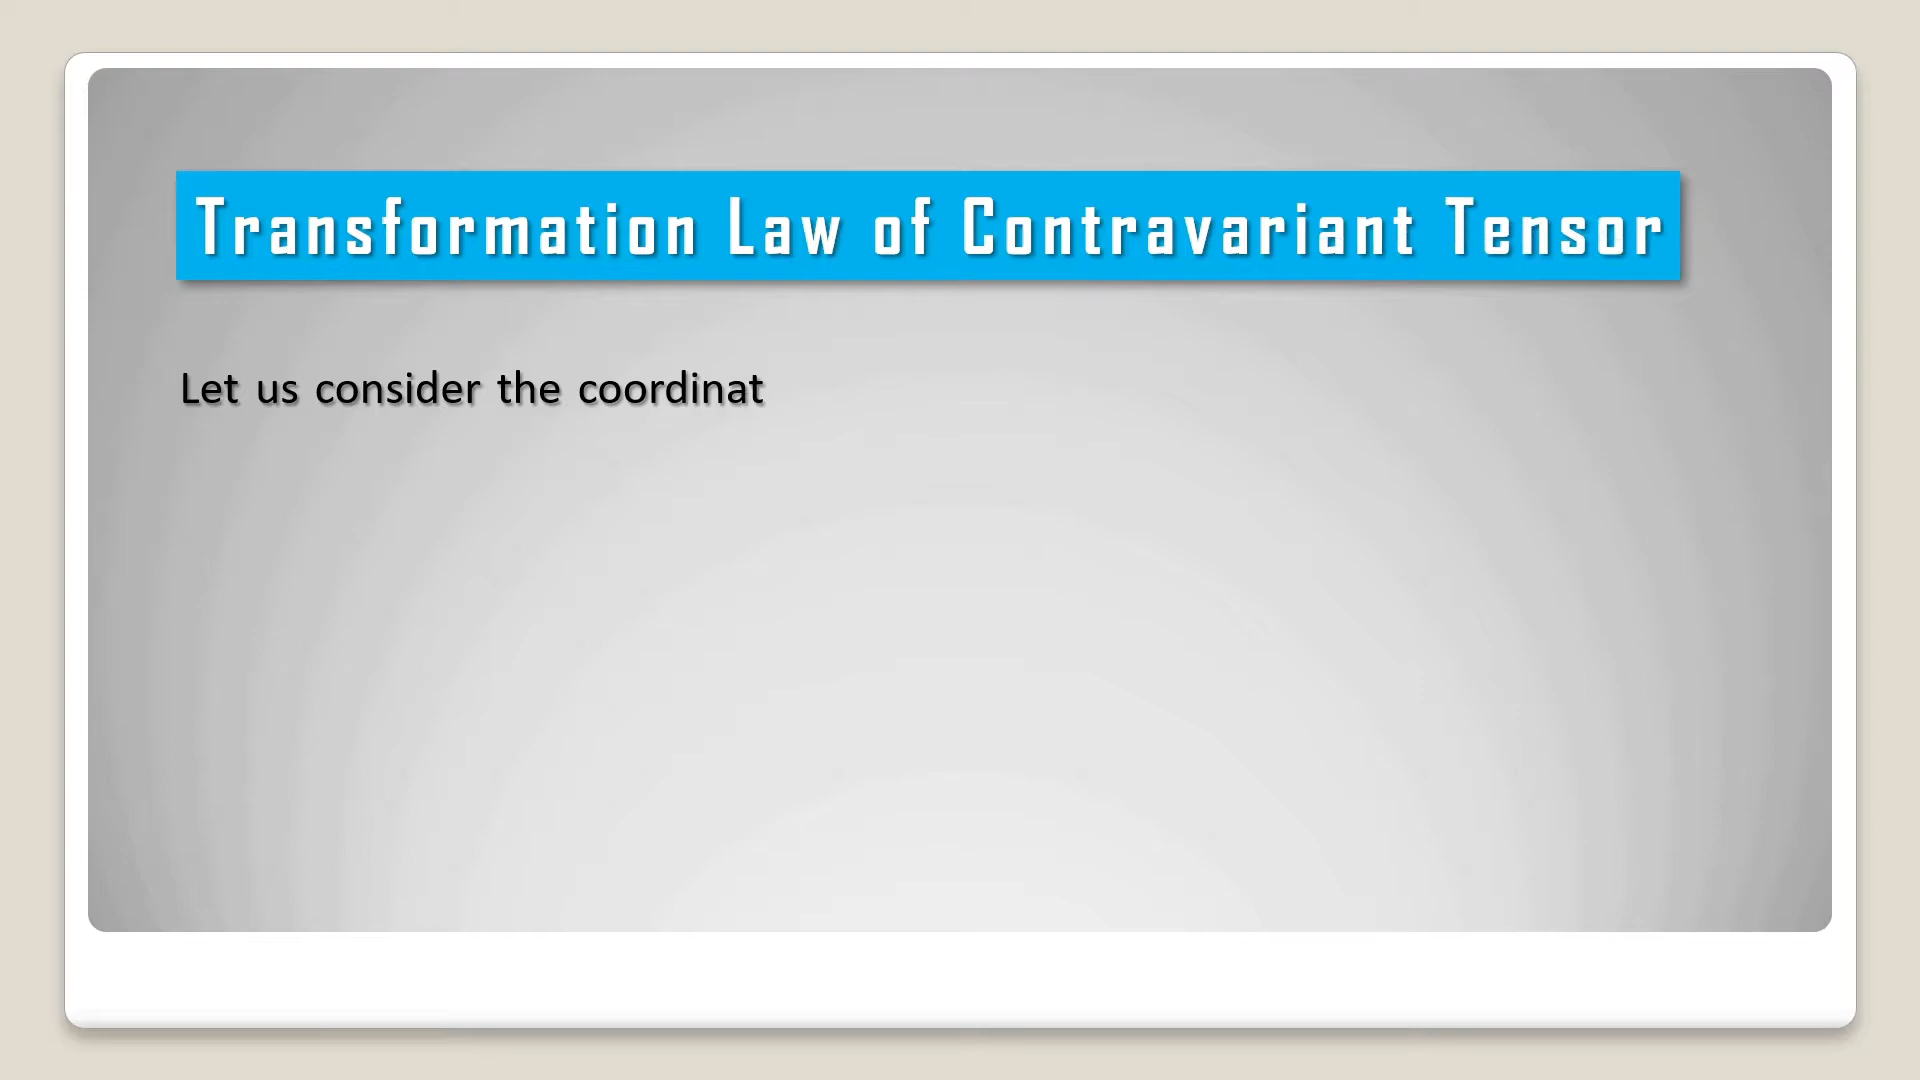 Transformation Law of Contravariant Tensor
Let us consider the coordinat